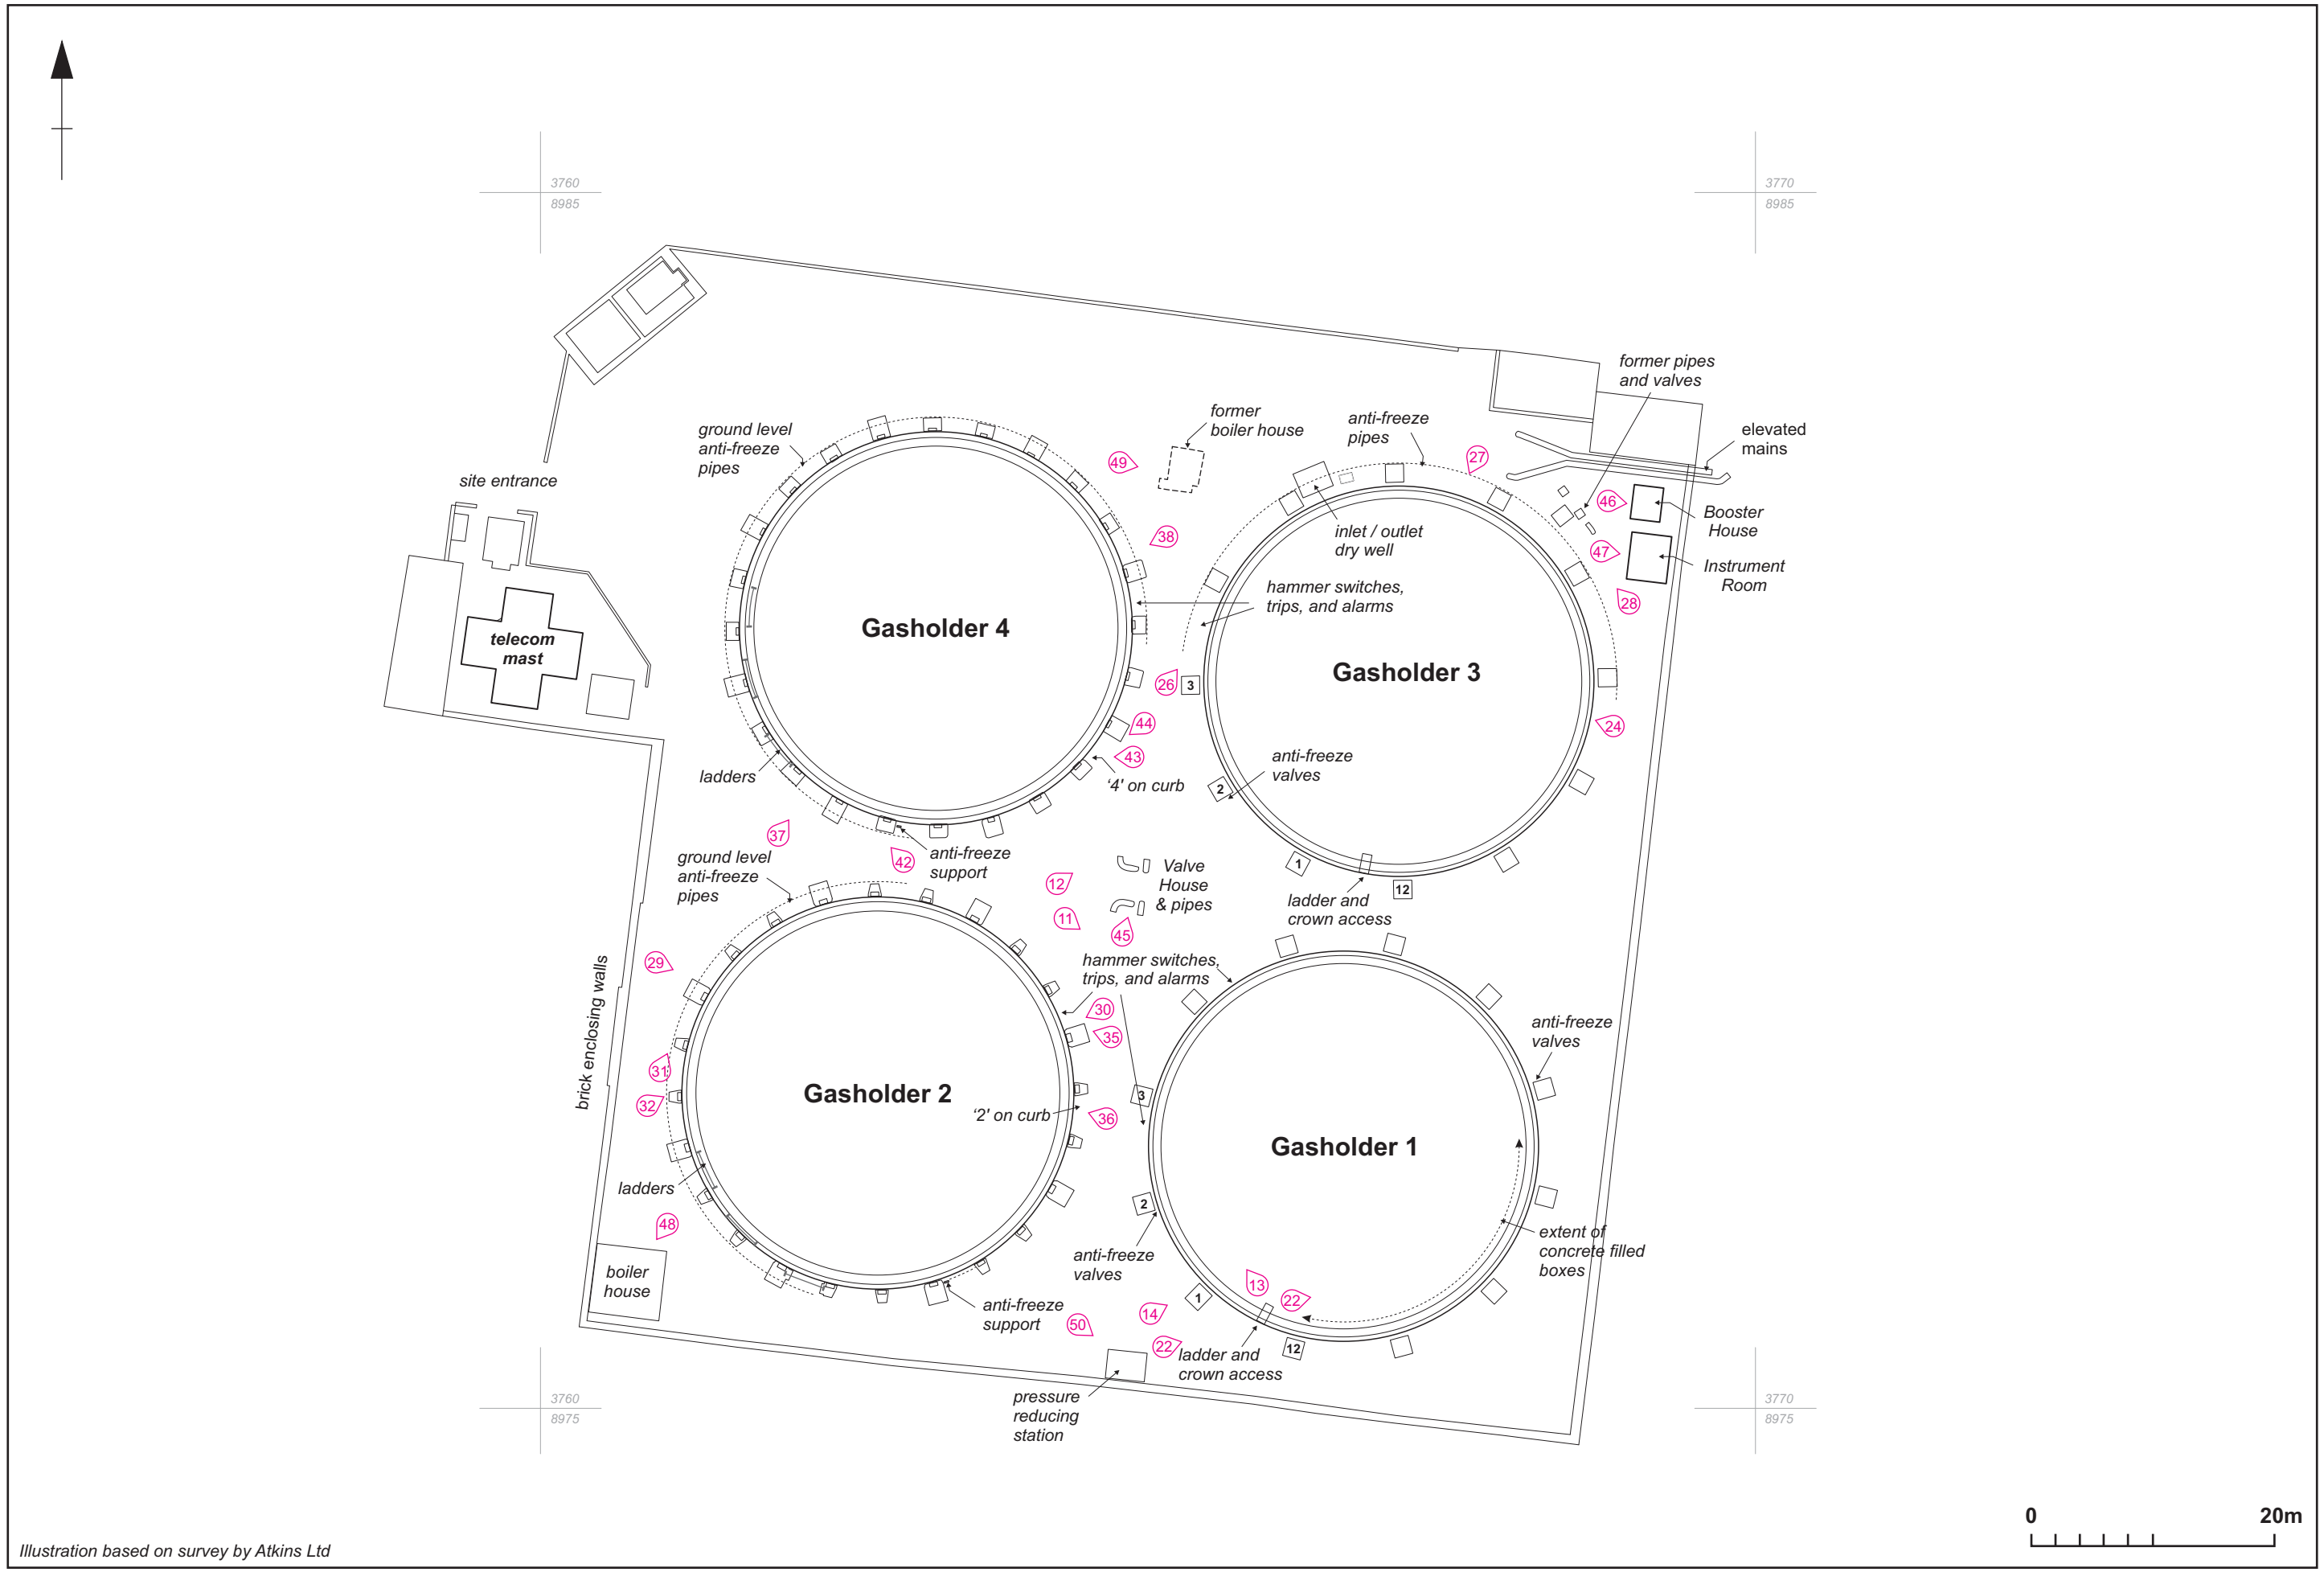 3760
8985
3770
8985
former pipes
and valves
former
boiler house
anti-freeze
pipes
ground level
anti-freeze
pipes
elevated
mains
49
27
site entrance
46
Booster
House
38
inlet / outlet
dry well
47
Instrument
Room
hammer switches,
trips, and alarms
28
Gasholder 4
telecom
mast
Gasholder 3
26
3
44
24
43
anti-freeze
valves
ladders
‘4’ on curb
2
37
ground level
anti-freeze
pipes
42
anti-freeze
support
12
Valve
House
& pipes
1
12
ladder and
crown access
11
45
29
hammer switches,
trips, and alarms
brick enclosing walls
30
35
anti-freeze
valves
31
32
Gasholder 2
‘2’ on curb
36
3
Gasholder 1
ladders
2
48
anti-freeze
valves
extent of
concrete filled
boxes
boiler
house
13
22
1
anti-freeze
support
14
50
22
12
ladder and
crown access
pressure
reducing
station
3760
8975
3770
8975
0 20m
Illustration based on survey by Atkins Ltd